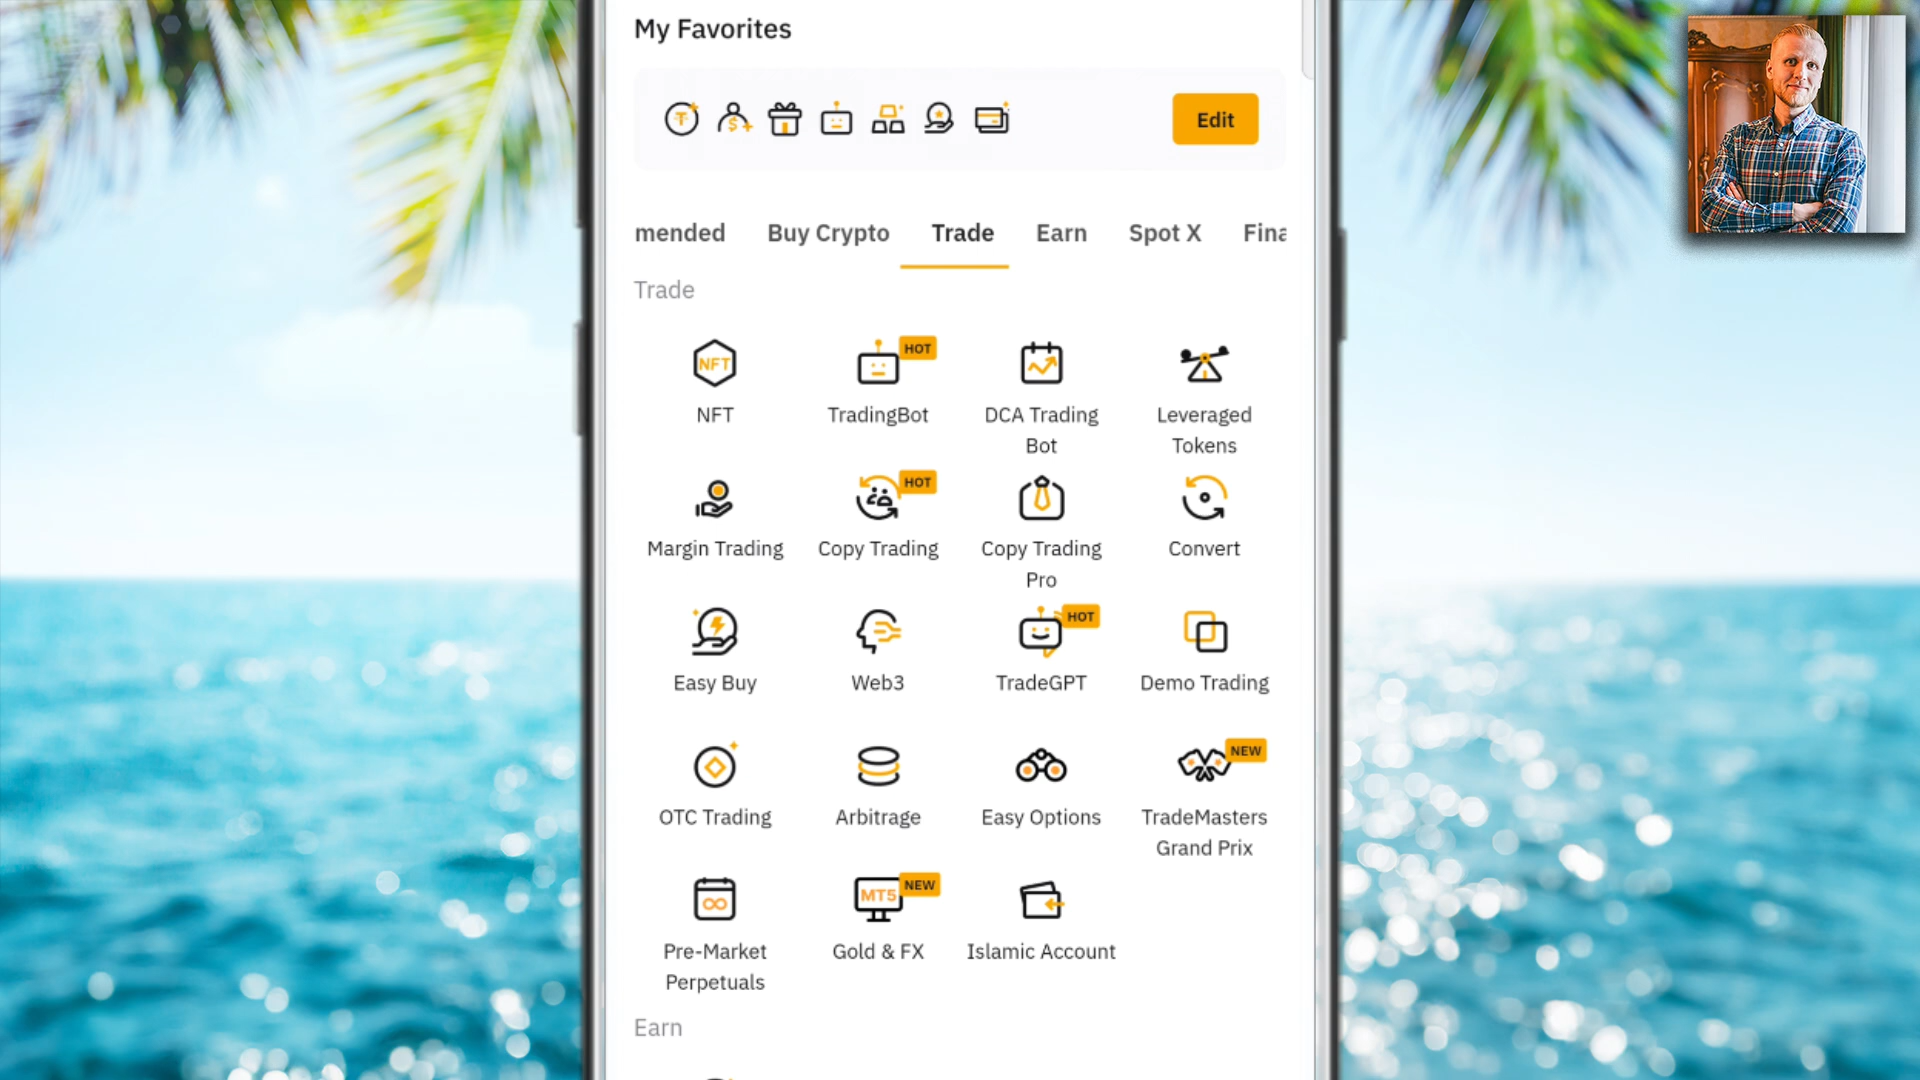 My Favorites
Edit
mended Buy Crypto Trade Earn Spot X Fina
Trade
NFT
NFT
HOT
TradingBot
DCA Trading
Bot
Leveraged
Tokens
Margin Trading
HOT
Copy Trading
Copy Trading
Pro
Convert
Easy Buy
Web3
HOT
TradeGPT
Demo Trading
OTC Trading
Arbitrage
Easy Options
NEW
TradeMasters
Grand Prix
Pre-Market
Perpetuals
MT5
NEW
Gold & FX
Islamic Account
Earn